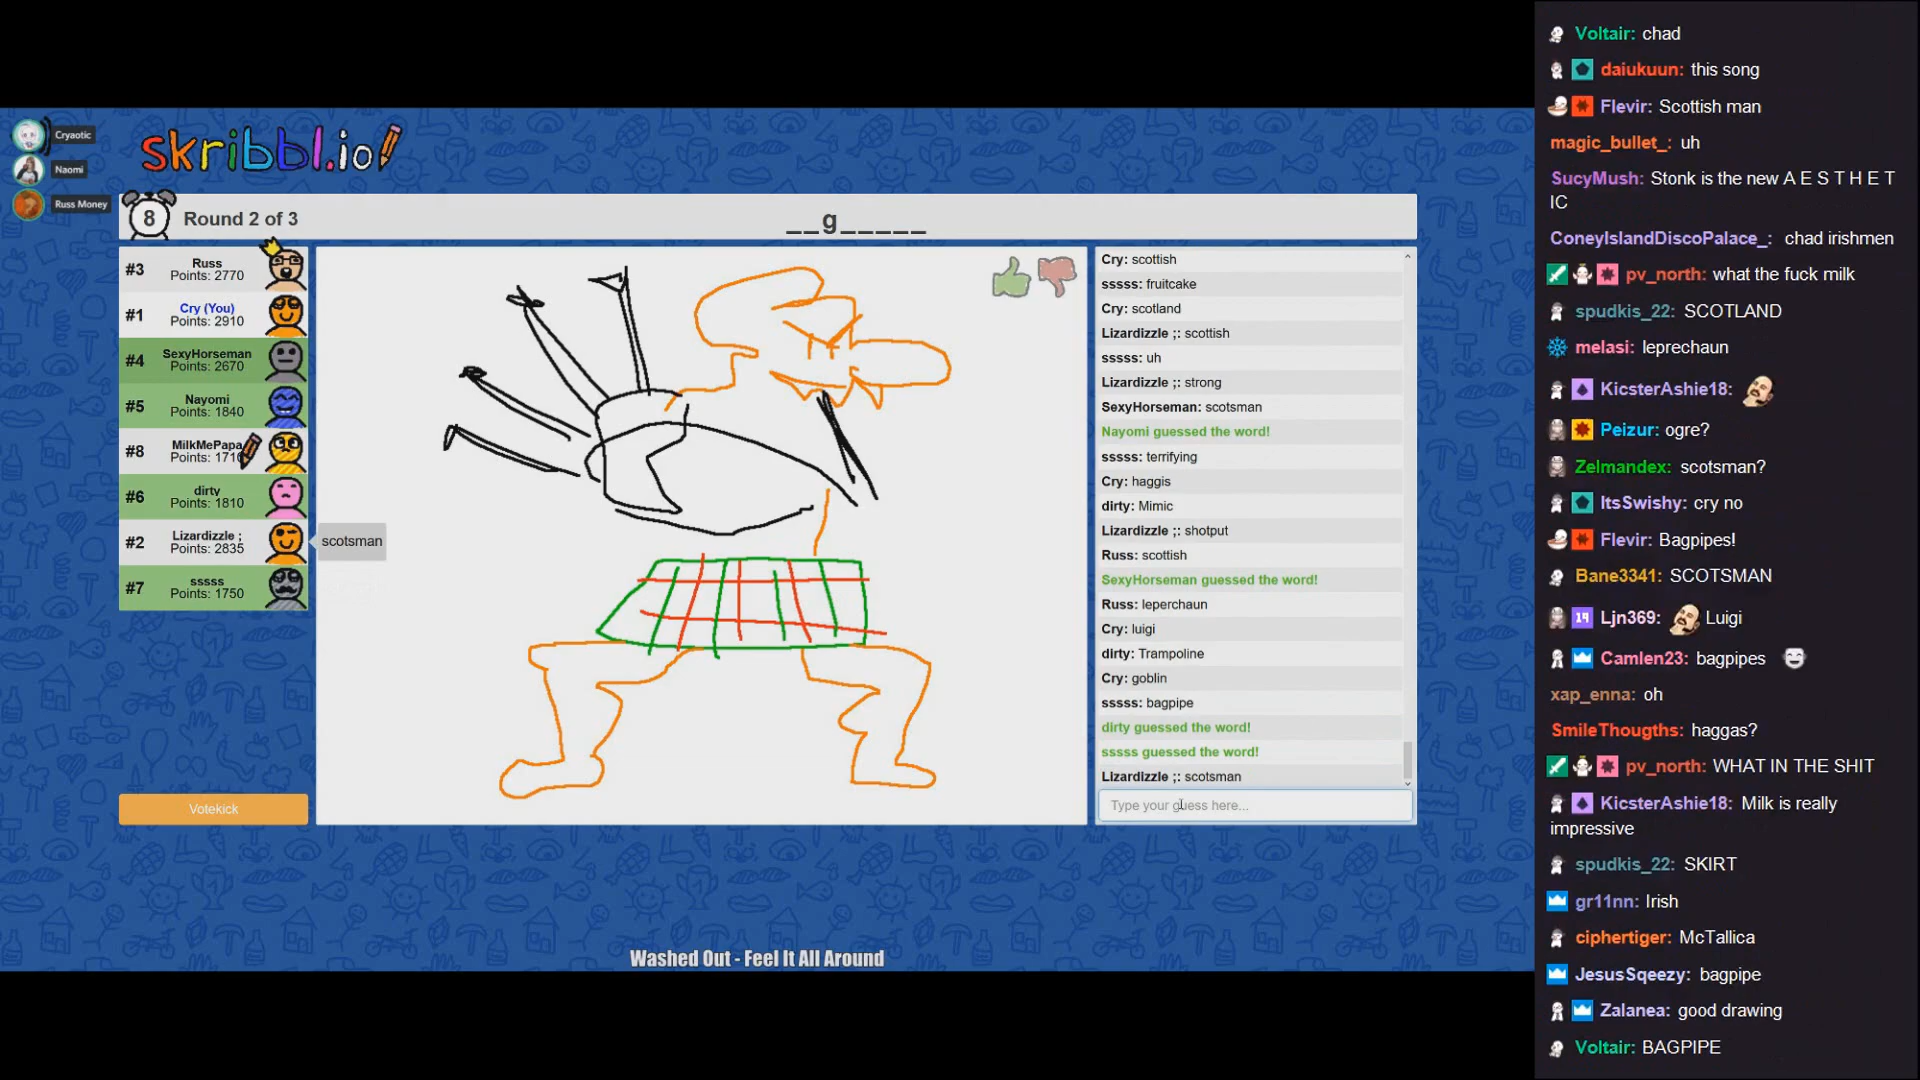 Cryaotic
Naomi
Russ Money
skribbl.io
8
Round 2 of 3
__g_____
#3
Russ
Points: 2770
#1
Cry (You)
Points: 2910
#4
SexyHorseman
Points: 2670
#5
Nayomi
Points: 1840
#8
MilkMePapa
Points: 1710
#6
dirty
Points: 1810
#2
Lizardizzle ;
Points: 2835
#7
sssss
Points: 1750
scotsman
Votekick
Cry: scottish
sssss: fruitcake
Cry: scotland
Lizardizzle ;: scottish
sssss: uh
Lizardizzle ;: strong
SexyHorseman: scotsman
Nayomi guessed the word!
sssss: terrifying
Cry: haggis
dirty: Mimic
Lizardizzle ;: shotput
Russ: scottish
SexyHorseman guessed the word!
Russ: leperchaun
Cry: luigi
dirty: Trampoline
Cry: goblin
sssss: bagpipe
dirty guessed the word!
sssss guessed the word!
Lizardizzle ;: scotsman
Type your guess here...
Washed Out - Feel It All Around
Voltair: chad
daiukuun: this song
Flevir: Scottish man
magic_bullet_: uh
SucyMush: Stonk is the new A E S T H E T
IC
ConeyIslandDiscoPalace_: chad irishmen
pv_north: what the fuck milk
spudkis_22: SCOTLAND
melasi: leprechaun
KicsterAshie18:
Peizur: ogre?
Zelmandex: scotsman?
ItsSwishy: cry no
Flevir: Bagpipes!
Bane3341: SCOTSMAN
19 Ljn369: Luigi
Camlen23: bagpipes
xap_enna: oh
SmileThougths: haggas?
pv_north: WHAT IN THE SHIT
KicsterAshie18: Milk is really
impressive
spudkis_22: SKIRT
gr11nn: Irish
ciphertiger: McTallica
JesusSqeezy: bagpipe
Zalanea: good drawing
Voltair: BAGPIPE